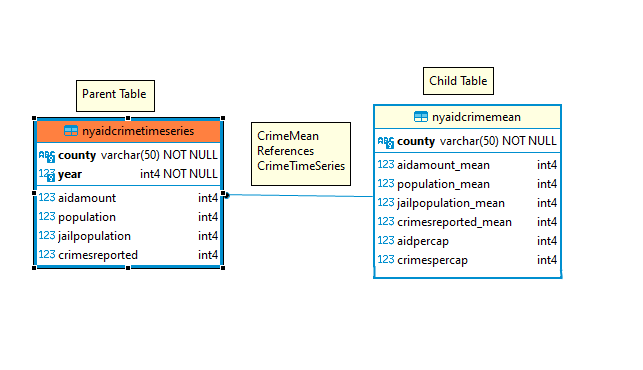 Parent Table
Child Table
nyaidcrimetimeseries
ABC county varchar(50) NOT NULL
123 year int4 NOT NULL
123 aidamount int4
123 population int4
123 jailpopulation int4
123 crimesreported int4
CrimeMean
References
CrimeTimeSeries
nyaidcrimemean
ABC county varchar(50) NOT NULL
123 aidamount_mean int4
123 population_mean int4
123 jailpopulation_mean int4
123 crimesreported_mean int4
123 aidpercap int4
123 crimespercap int4